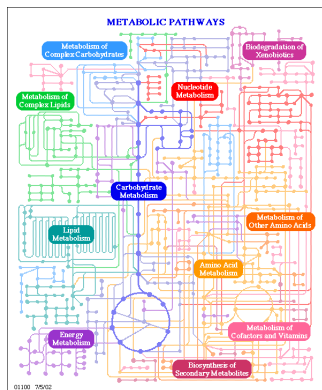 METABOLIC PATHWAYS
Metabolism of
Complex Carbohydrates
Biodegradation of
Xenobiotics
Nucleotide
Metabolism
Metabolism of
Complex Lipids
Carbohydrate
Metabolism
Metabolism of
Other Amino Acids
Lipid
Metabolism
Amino Acid
Metabolism
Energy
Metabolism
Metabolism of
Cofactors and Vitamins
Biosynthesis of
Secondary Metabolites
01100 7/5/02